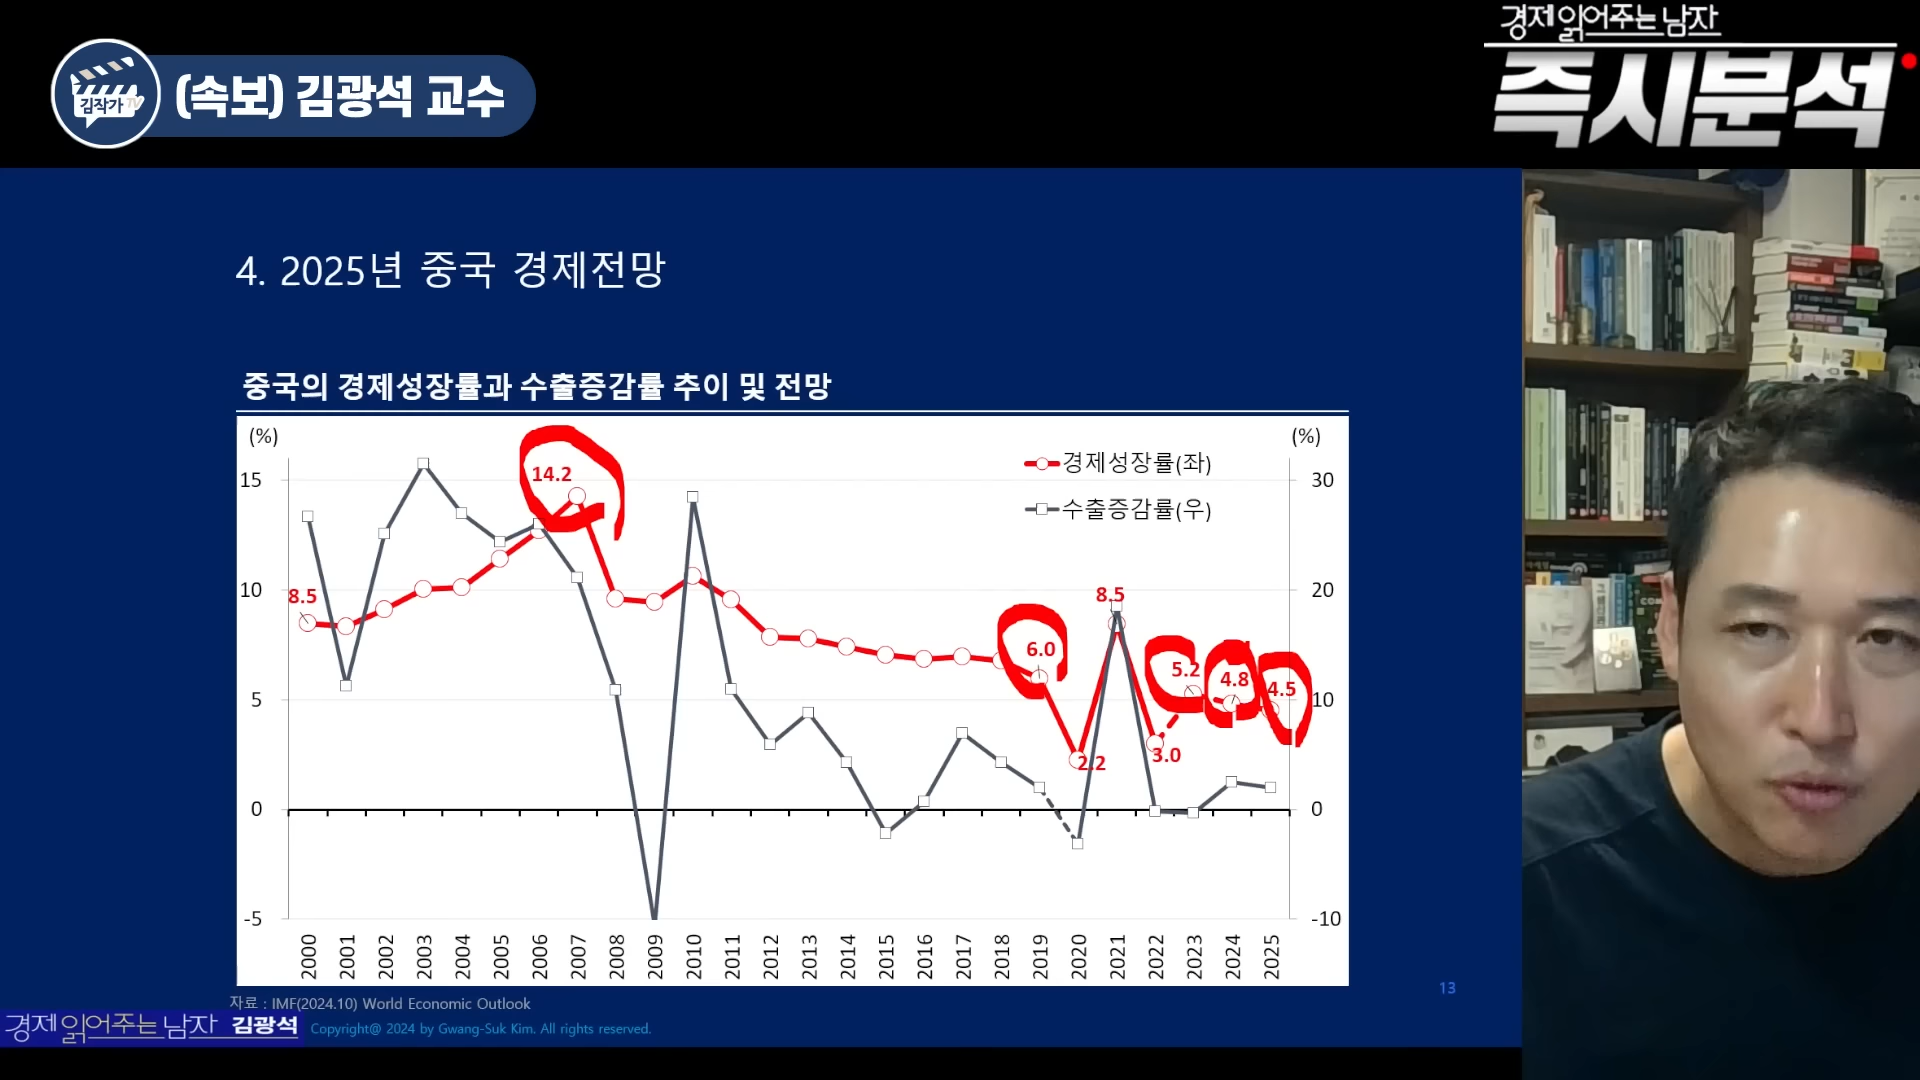 경제 읽어주는 남자
즉시분석
김작가 TV
(속보) 김광석 교수
4. 2025년 중국 경제전망
중국의 경제성장률과 수출증감률 추이 및 전망
(%) (%)
경제성장률(좌)
수출증감률(우)
15 10 5 0 -5
30 20 10 0 -10
8.5 14.2 6.0 2.2 8.5 3.0 5.2 4.8 4.5
2000 2001 2002 2003 2004 2005 2006 2007 2008 2009 2010 2011 2012 2013 2014 2015 2016 2017 2018 2019 2020 2021 2022 2023 2024 2025
자료 : IMF(2024.10) World Economic Outlook
13
경제 읽어주는 남자 김광석
Copyright@ 2024 by Gwang-Suk Kim. All rights reserved.